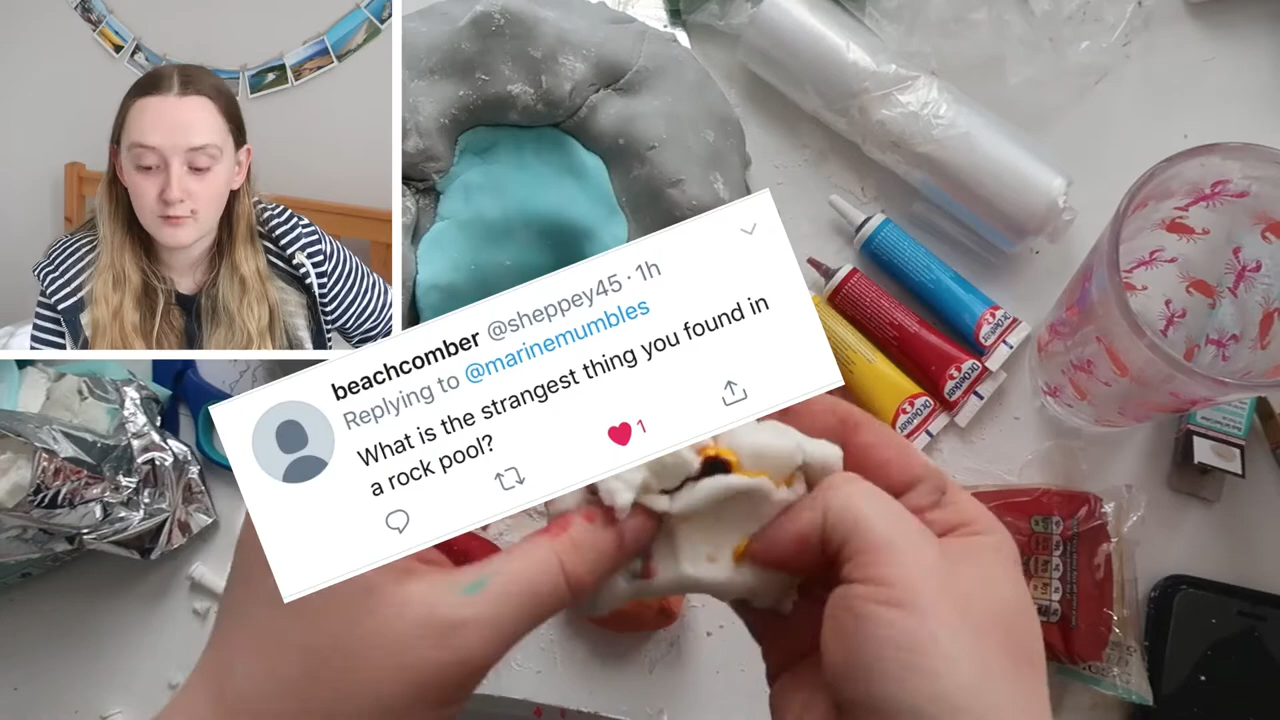 beachcomber @sheppey45 · 1h
Replying to @marinemumbles
What is the strangest thing you found in
a rock pool?
1
Dr. Oetker
Dr. Oetker
Dr. Oetker